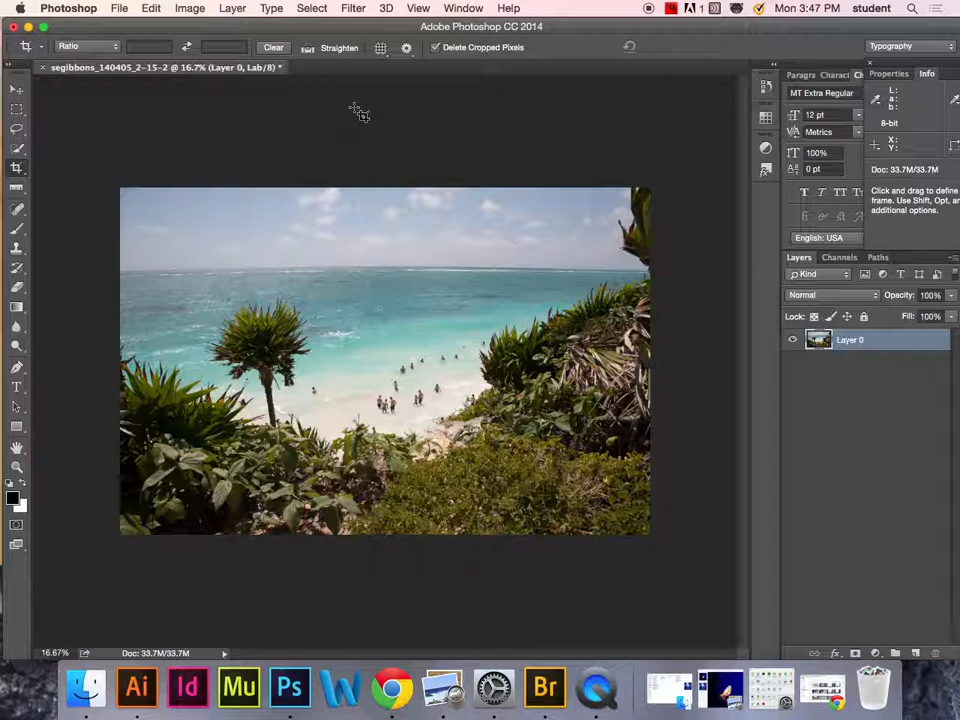 Photoshop File Edit Image Layer Type Select Filter 3D View Window Help 1 Mon 3:47 PM student
Adobe Photoshop CC 2014
Ratio Clear Straighten Delete Cropped Pixels Typography
segibbons_140405_2-15-2 @ 16.7% (Layer 0, Lab/8) *
Paragra Charact Ch Properties Info
MT Extra Regular
12 pt
Metrics
100%
0 pt
T T TT
English: USA
L:
a:
b:
8-bit
X:
Y:
Doc: 33.7M/33.7M
Click and drag to define
frame. Use Shift, Opt, an
additional options.
Layers Channels Paths
Kind
Normal Opacity: 100%
Lock: Fill: 100%
Layer 0
16.67% Doc: 33.7M/33.7M
fx
Ai Id Mu Ps W Br